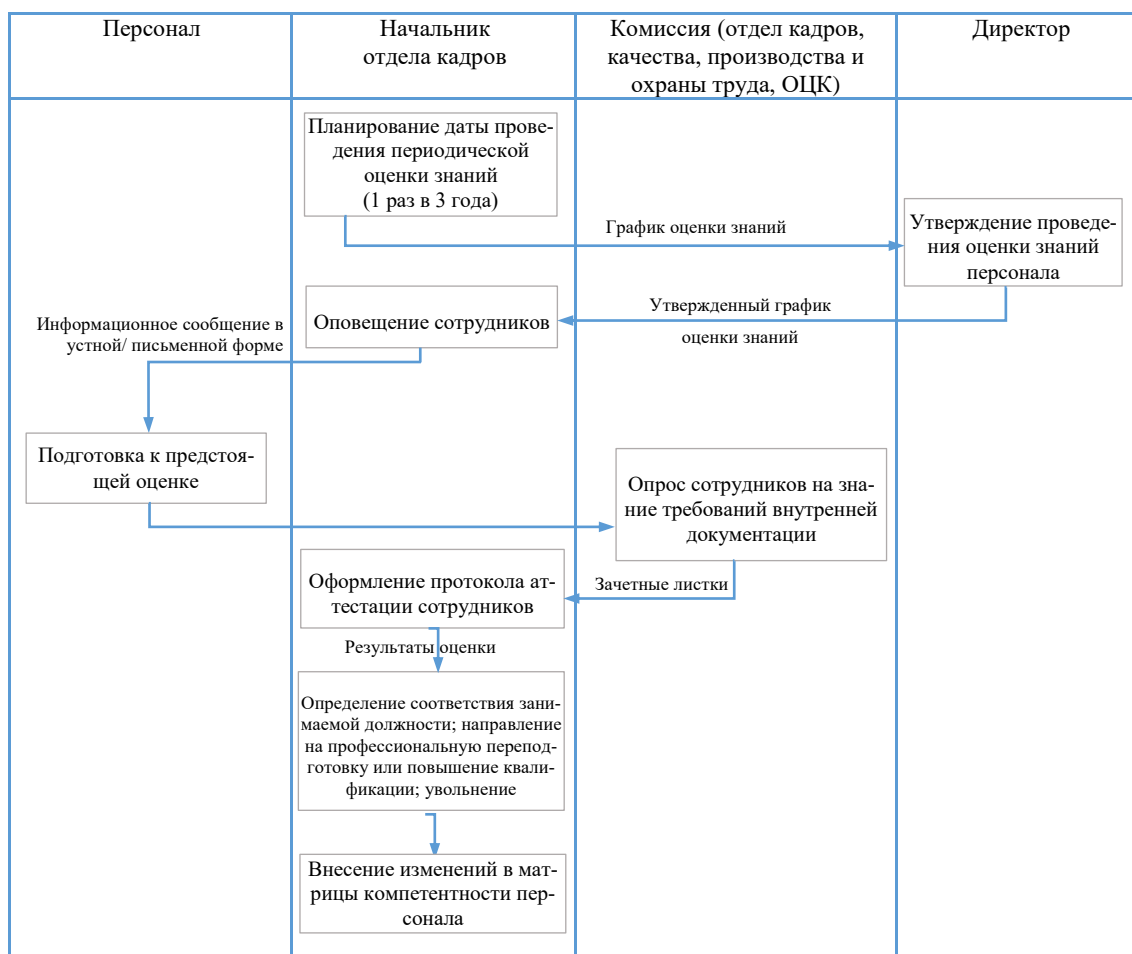 Персонал
Начальник
отдела кадров
Комиссия (отдел кадров,
качества, производства и
охраны труда, ОЦК)
Директор
Планирование даты прове-
дения периодической
оценки знаний
(1 раз в 3 года)
График оценки знаний
Утверждение проведе-
ния оценки знаний
персонала
Утвержденный график
оценки знаний
Оповещение сотрудников
Информационное сообщение в
устной/ письменной форме
Подготовка к предстоя-
щей оценке
Опрос сотрудников на зна-
ние требований внутренней
документации
Зачетные листки
Оформление протокола ат-
тестации сотрудников
Результаты оценки
Определение соответствия зани-
маемой должности; направление
на профессиональную переподг-
готовку или повышение квали-
фикации; увольнение
Внесение изменений в мат-
рицы компетентности пер-
сонала